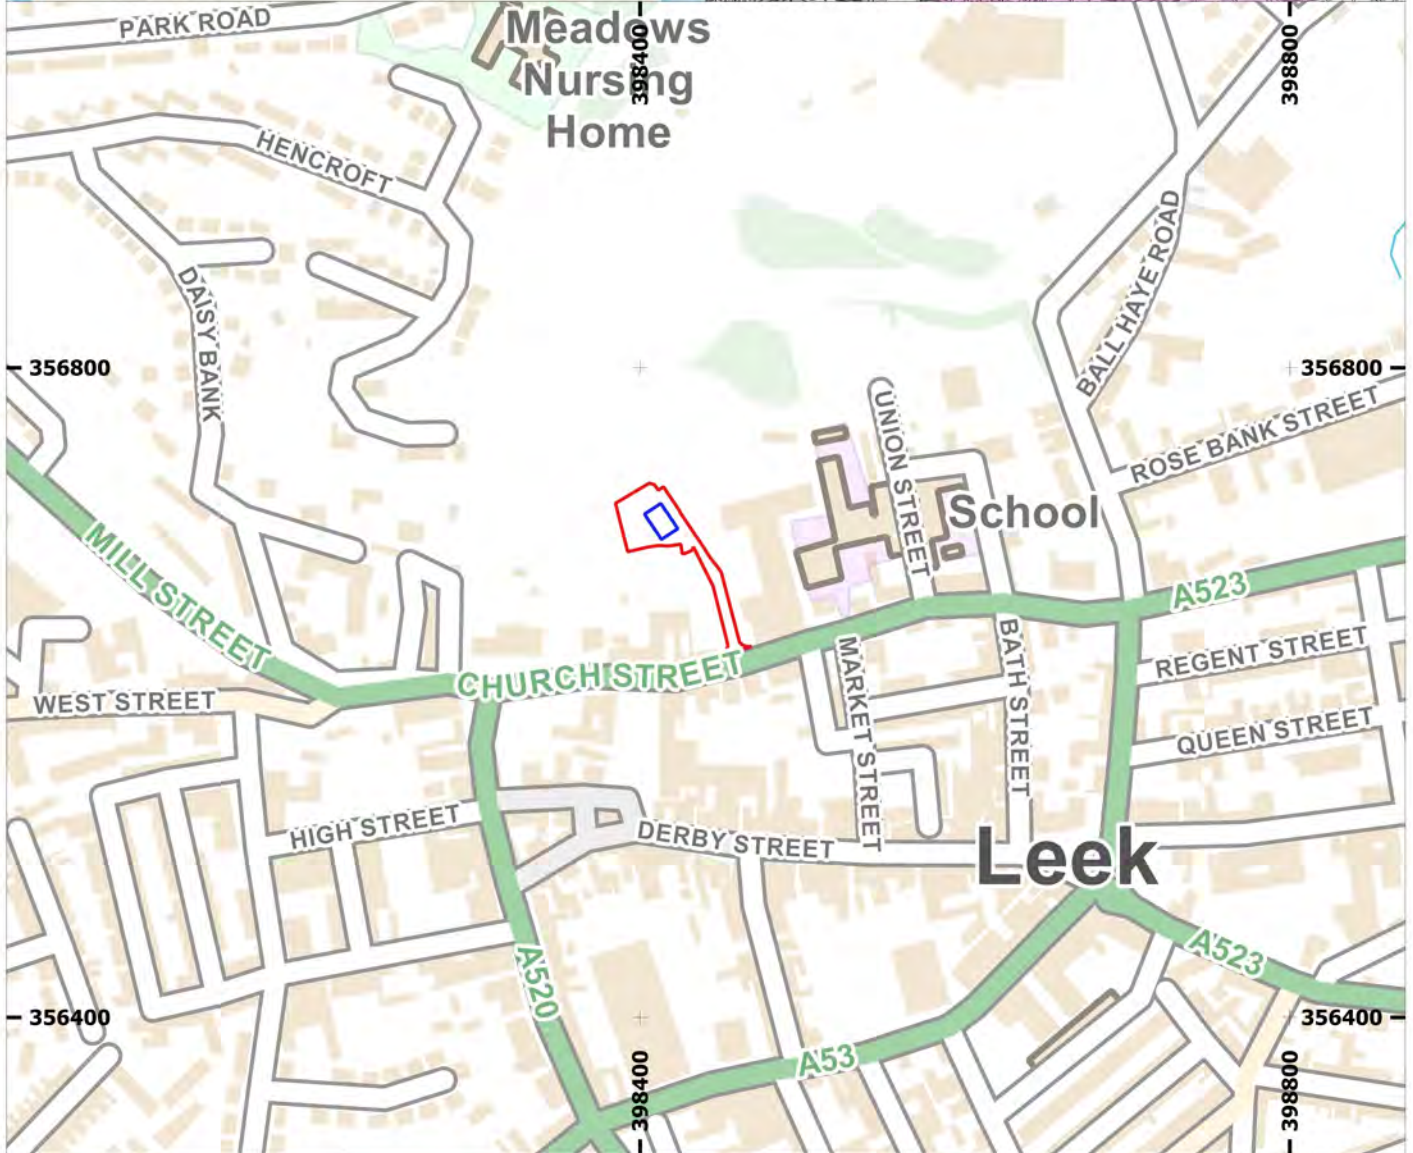 PARK ROAD
Meadows
Nursing
Home
398400
398800
HENCROFT
DAISY BANK
BALL HAYE ROAD
356800
356800
UNION STREET
ROSE BANK STREET
School
MILL STREET
A523
CHURCH STREET
WEST STREET
MARKET STREET
BATH STREET
REGENT STREET
QUEEN STREET
HIGH STREET
DERBY STREET
Leek
A520
A523
356400
356400
A53
398400
398800